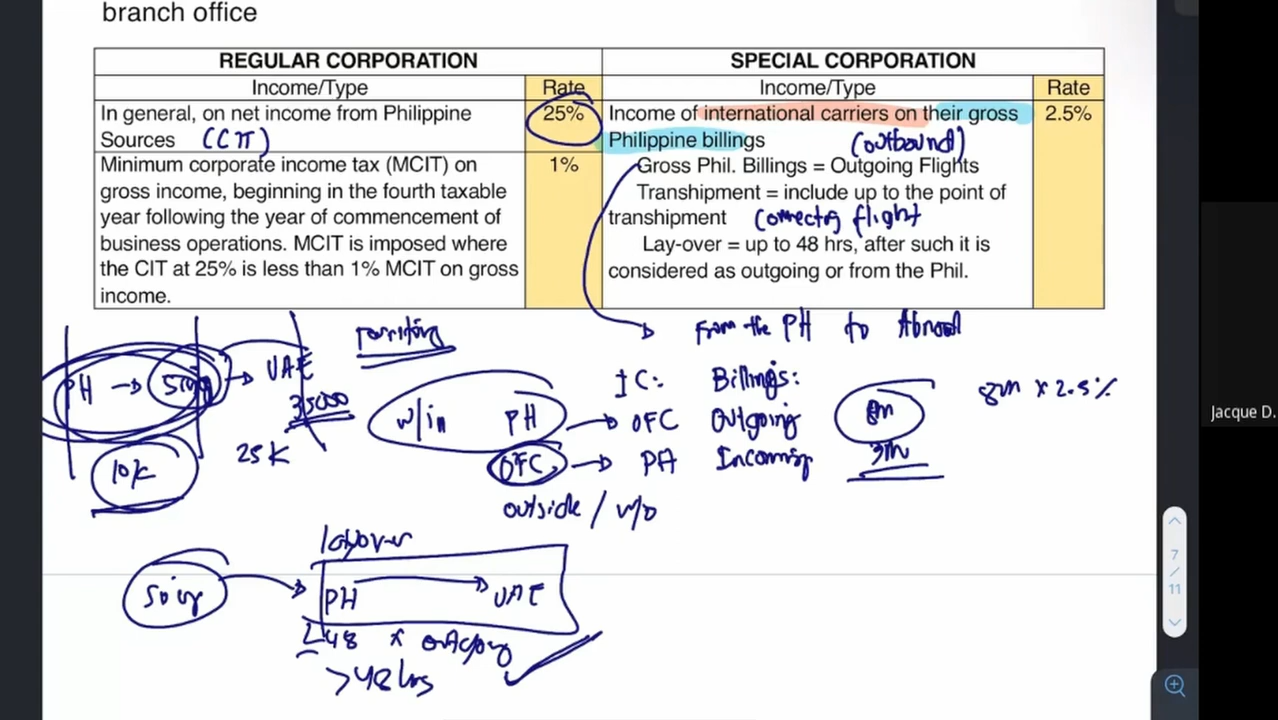 branch office
REGULAR CORPORATION
SPECIAL CORPORATION
Income/Type
Rate
Income/Type
Rate
In general, on net income from Philippine
Sources (CIT)
25%
Income of international carriers on their gross
Philippine billings (outbound)
2.5%
Minimum corporate income tax (MCIT) on
gross income, beginning in the fourth taxable
year following the year of commencement of
business operations. MCIT is imposed where
the CIT at 25% is less than 1% MCIT on gross
income.
1%
Gross Phil. Billings = Outgoing Flights
Transhipment = include up to the point of
transhipment (connecting flight
Lay-over = up to 48 hrs, after such it is
considered as outgoing or from the Phil.
From the PH to Abroad
PH → Sing → UAE
35000
10k
25K
IC: Billings:
w/in PH → OFC Outgoing 8m
8m x 2.5%
OFC → PH Incoming 3m
outside / w/o
layover
Sing → PH → UAE
48 x outgoing
>48 hrs
Jacque D.
7
/
11